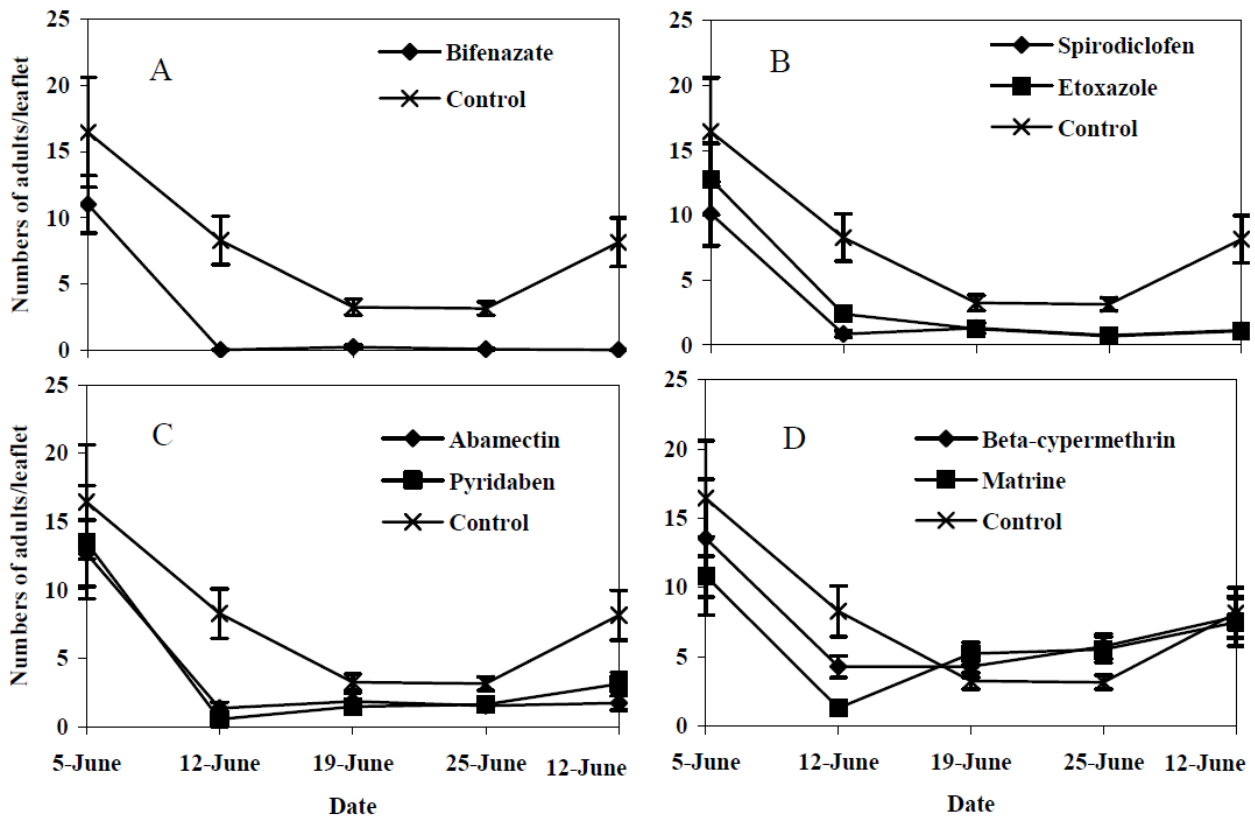 25
20
15
10
5
0
Numbers of adults/leaflet
A
Bifenazate
Control
25
20
15
10
5
0
B
Spirodiclofen
Etoxazole
Control
25
20
15
10
5
0
Numbers of adults/leaflet
C
Abamectin
Pyridaben
Control
5-June 12-June 19-June 25-June 12-June
Date
25
20
15
10
5
0
D
Beta-cypermethrin
Matrine
Control
5-June 12-June 19-June 25-June 12-June
Date